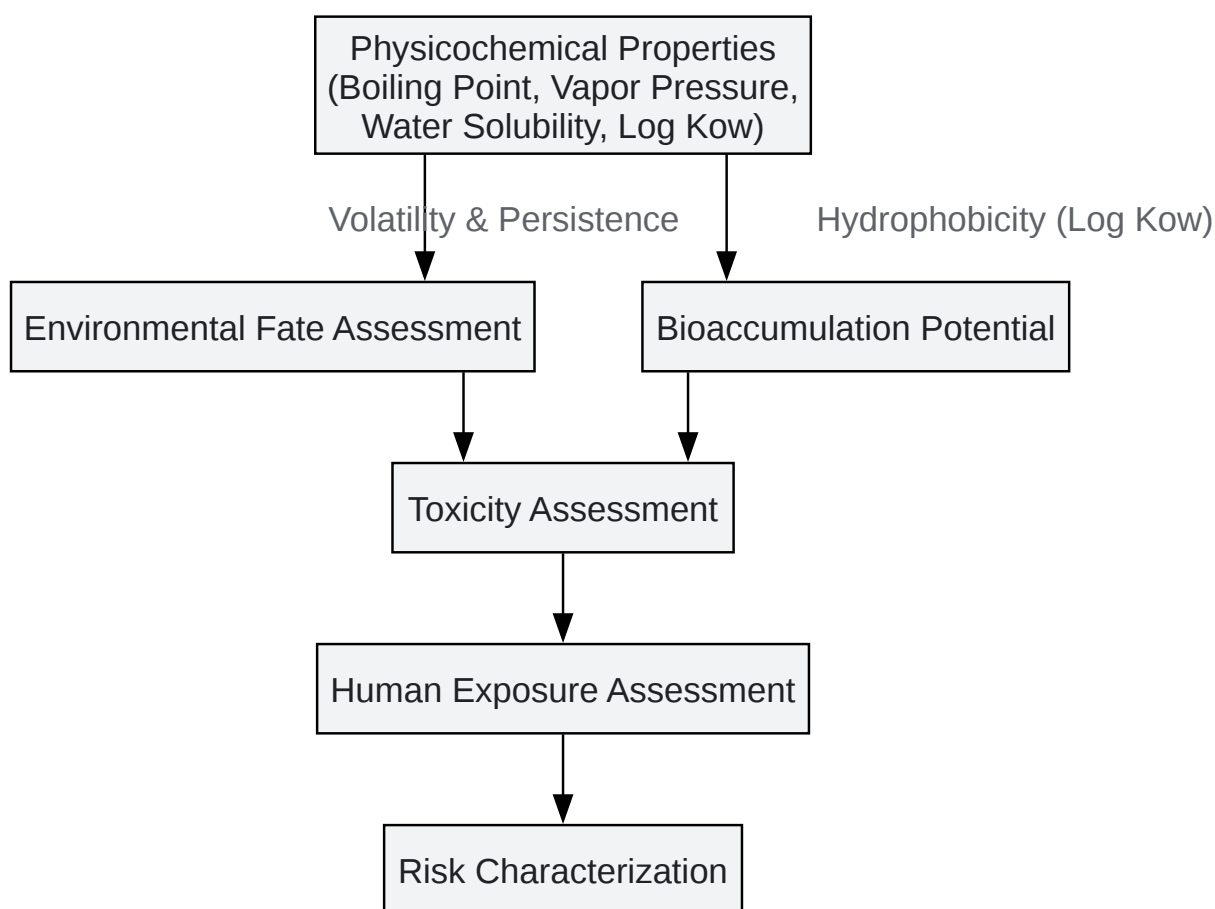 Physicochemical Properties
(Boiling Point, Vapor Pressure,
Water Solubility, Log Kow)
Volatility & Persistence
Hydrophobicity (Log Kow)
Environmental Fate Assessment
Bioaccumulation Potential
Toxicity Assessment
Human Exposure Assessment
Risk Characterization